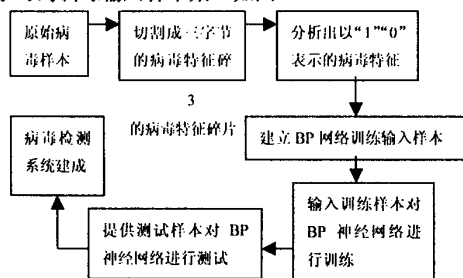 原始病
毒样本
切割成三字节
的病毒特征碎
分析出以“1”“0”
表示的病毒特征
3
的病毒特征碎片
病毒检测
系统建成
建立 BP 网络训练输入样本
提供测试样本对 BP
神经网络进行测试
输入训练样本对
BP 神经网络进
行训练